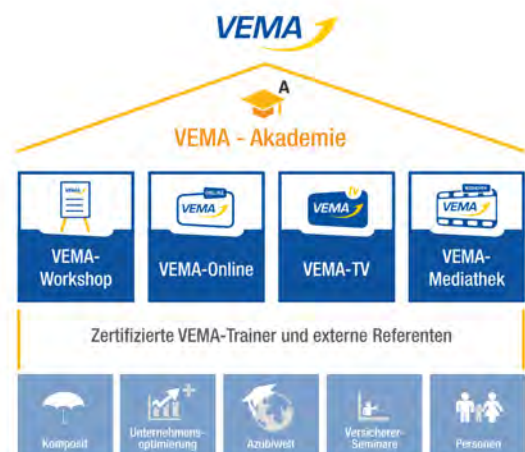 VEMA
A
VEMA - Akademie
VEMA
ONLINE
VEMA
TV
VEMA
VEMA
VEMA-
Workshop
VEMA-Online
VEMA-TV
VEMA-
Mediathek
Zertifizierte VEMA-Trainer und externe Referenten
Komposit
Unternehmens-
optimierung
Azubiwelt
Versicherer-
Seminare
Personen